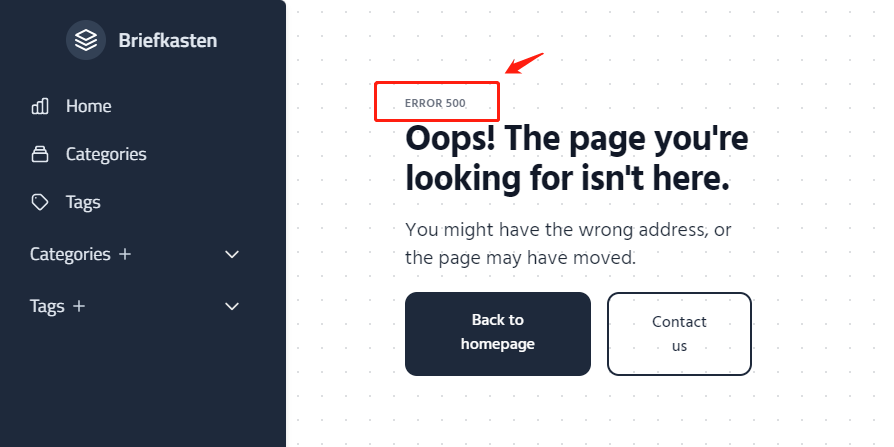 Briefkasten
Home
Categories
Tags
Categories +
Tags +
ERROR 500
Oops! The page you're
looking for isn't here.
You might have the wrong address, or
the page may have moved.
Back to
homepage
Contact
us